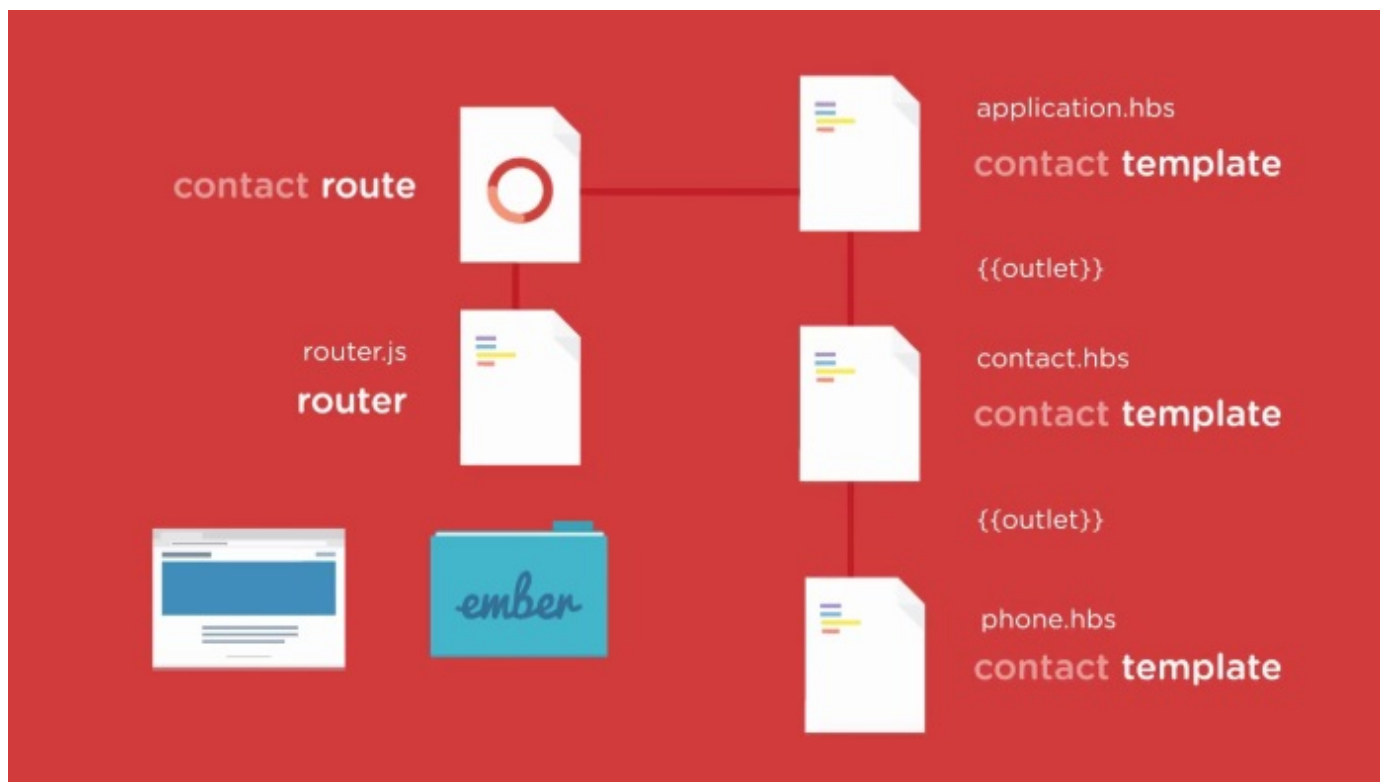 contact route
router.js
router
ember
application.hbs
contact template
{{outlet}}
contact.hbs
contact template
{{outlet}}
phone.hbs
contact template